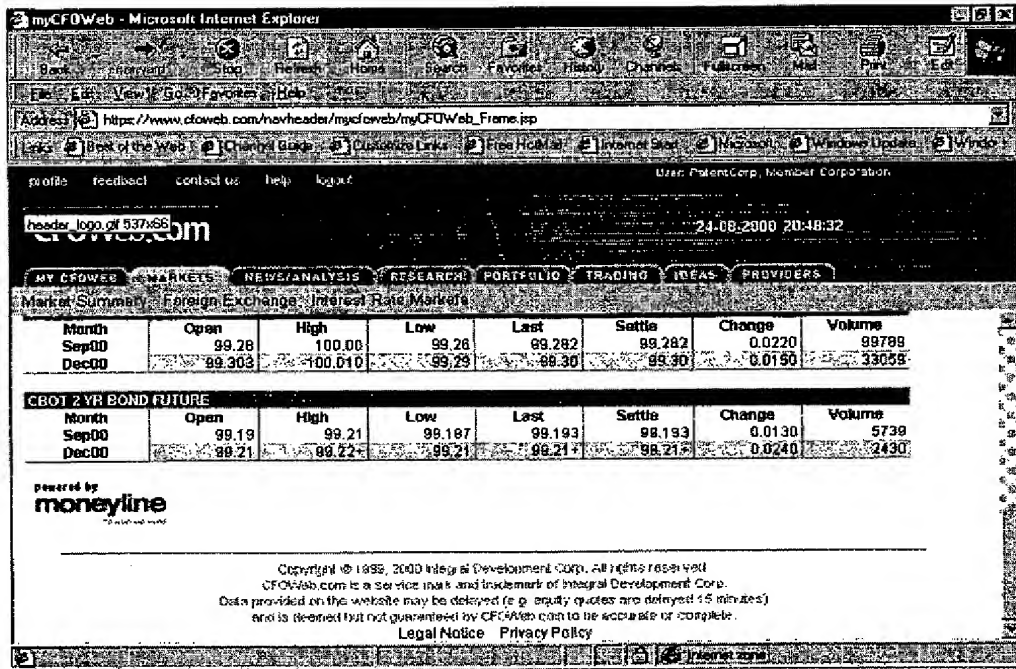 myCFOWeb - Microsoft Internet Explorer
Back Forward Stop Refresh Home Search Favorites History Channels Fullscreen Mail Print Edit
File Edit View Go Favorites Help
Address https://www.cfoweb.com/navheader/mycfoweb/myCFOWeb_Frame.jsp
Links Best of the Web Channel Guide Customize Links Free HotMail Internet Start Microsoft Windows Update Window
profile feedback contact us help logout User: PatentCorp, Member Corporation
header_logo.gif 537x66
CFOWeb.com 24-08-2000 20:48:32
MY CFOWEB MARKETS NEWS/ANALYSIS RESEARCH PORTFOLIO TRADING IDEAS PROVIDERS
Market Summary Foreign Exchange Interest Rate Markets
Month Open High Low Last Settle Change Volume
Sep00 99.28 100.00 99.26 99.282 99.282 0.0220 99789
Dec00 99.303 100.010 99.29 99.30 99.30 0.0150 33058
CBOT 2 YR BOND FUTURE
Month Open High Low Last Settle Change Volume
Sep00 99.19 99.21 99.187 99.193 99.193 0.0130 5739
Dec00 99.21 99.22+ 99.21 99.21+ 99.21+ 0.0240 2430
powered by
moneyline
Copyright © 1999, 2000 Integral Development Corp. All rights reserved
CFOWeb.com is a service mark and trademark of Integral Development Corp.
Data provided on the website may be delayed (e.g. equity quotes are delayed 15 minutes)
and is deemed but not guaranteed by CFOWeb.com to be accurate or complete.
Legal Notice Privacy Policy
Internet zone